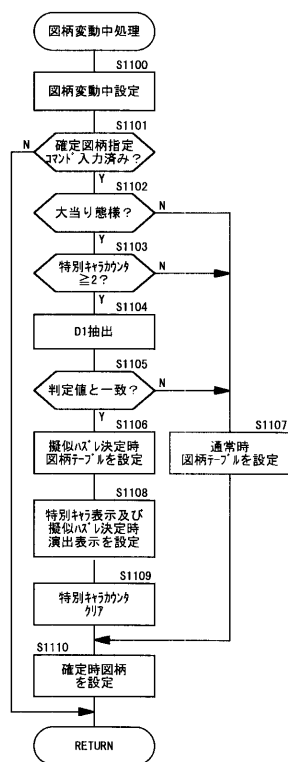 図柄変動中処理
S1100
図柄変動中設定
S1101
N
確定図柄指定
コマンド入力済み?
Y
S1102
大当り態様?
N
Y
S1103
特別キャラカウンタ
≧2?
N
Y
S1104
D1抽出
S1105
判定値と一致?
N
Y
S1106
擬似ハズレ決定時
図柄テーブルを設定
S1107
通常時
図柄テーブルを設定
S1108
特別キャラ表示及び
擬似ハズレ決定時
演出表示を設定
S1109
特別キャラカウンタ
クリア
S1110
確定時図柄
を設定
RETURN